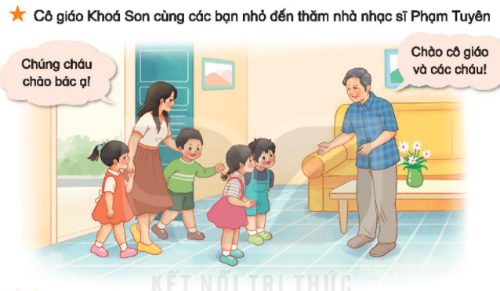 ★ Cô giáo Khoá Son cùng các bạn nhỏ đến thăm nhà nhạc sĩ Phạm Tuyên
Chúng cháu
chào bác ạ!
Chào cô giáo
và các cháu!
KẾT NỐI TRI THỨC